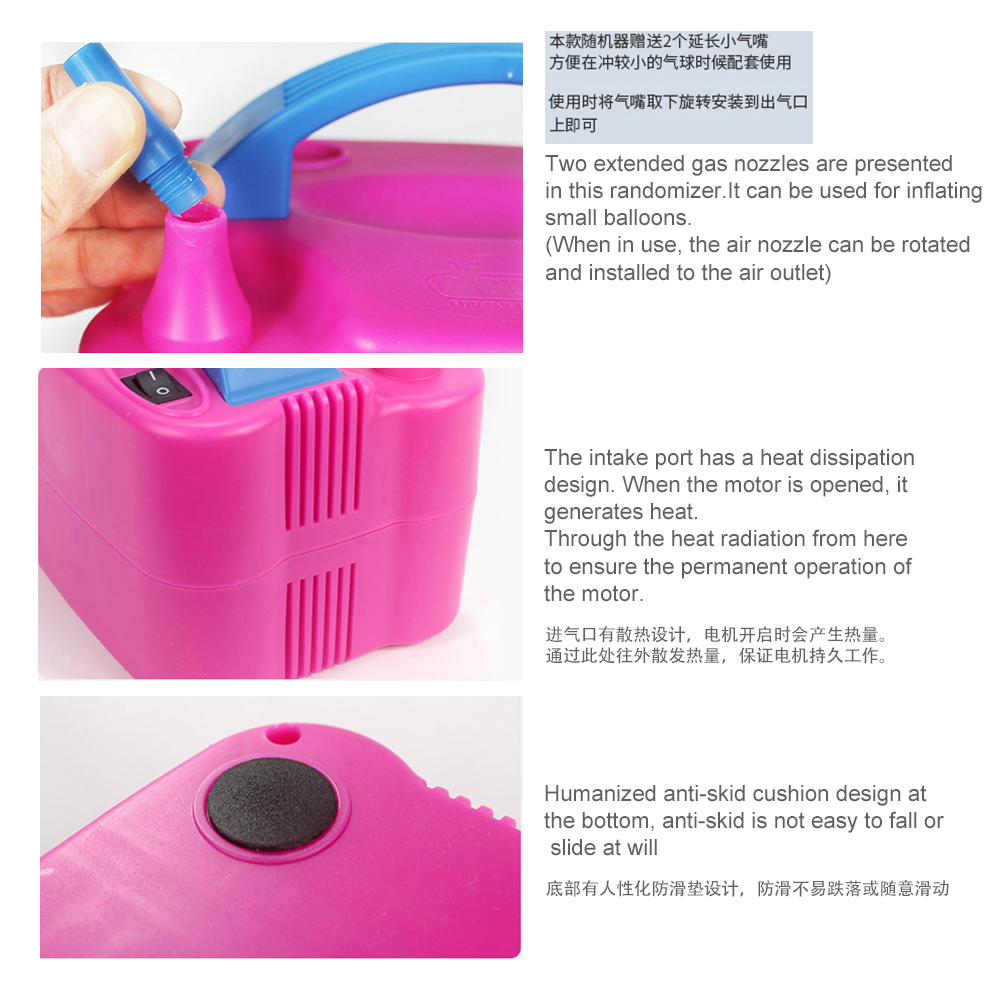 本款随机器赠送2个延长小气嘴
方便在冲较小的气球时候配套使用
使用时将气嘴取下旋转安装到出气口
上即可
Two extended gas nozzles are presented
in this randomizer.It can be used for inflating
small balloons.
(When in use, the air nozzle can be rotated
and installed to the air outlet)
The intake port has a heat dissipation
design. When the motor is opened, it
generates heat.
Through the heat radiation from here
to ensure the permanent operation of
the motor.
进气口有散热设计，电机开启时会产生热量。
通过此处往外散发热量，保证电机持久工作。
Humanized anti-skid cushion design at
the bottom, anti-skid is not easy to fall or
slide at will
底部有人性化防滑垫设计，防滑不易跌落或随意滑动